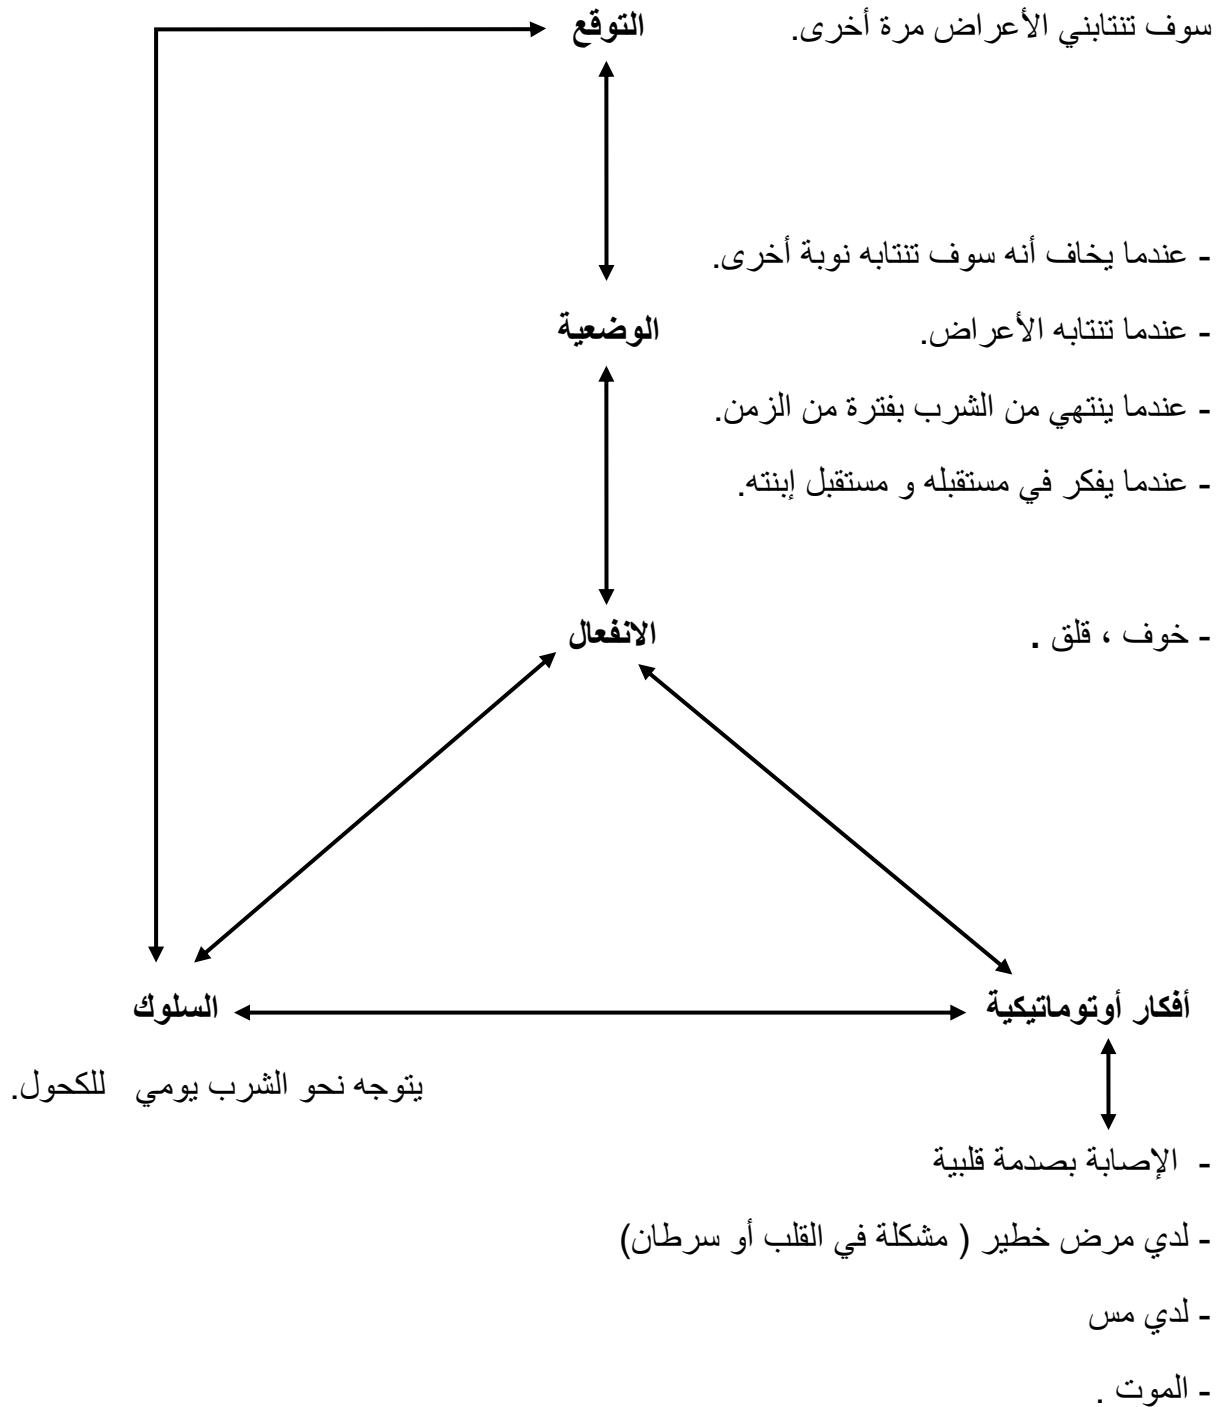 التوقع سوف تنتابني الأعراض مرة أخرى.
- عندما يخاف أنه سوف تنتابه نوبة أخرى.
الوضعية - عندما تنتابه الأعراض.
- عندما ينتهي من الشرب بفترة من الزمن.
- عندما يفكر في مستقبله و مستقبل إبنته.
الانفعال - خوف ، قلق .
أفكار أوتوماتيكية السلوك
يتوجه نحو الشرب يومي للكحول.
- الإصابة بصدمة قلبية
- لدي مرض خطير ( مشكلة في القلب أو سرطان)
- لدي مس
- الموت .